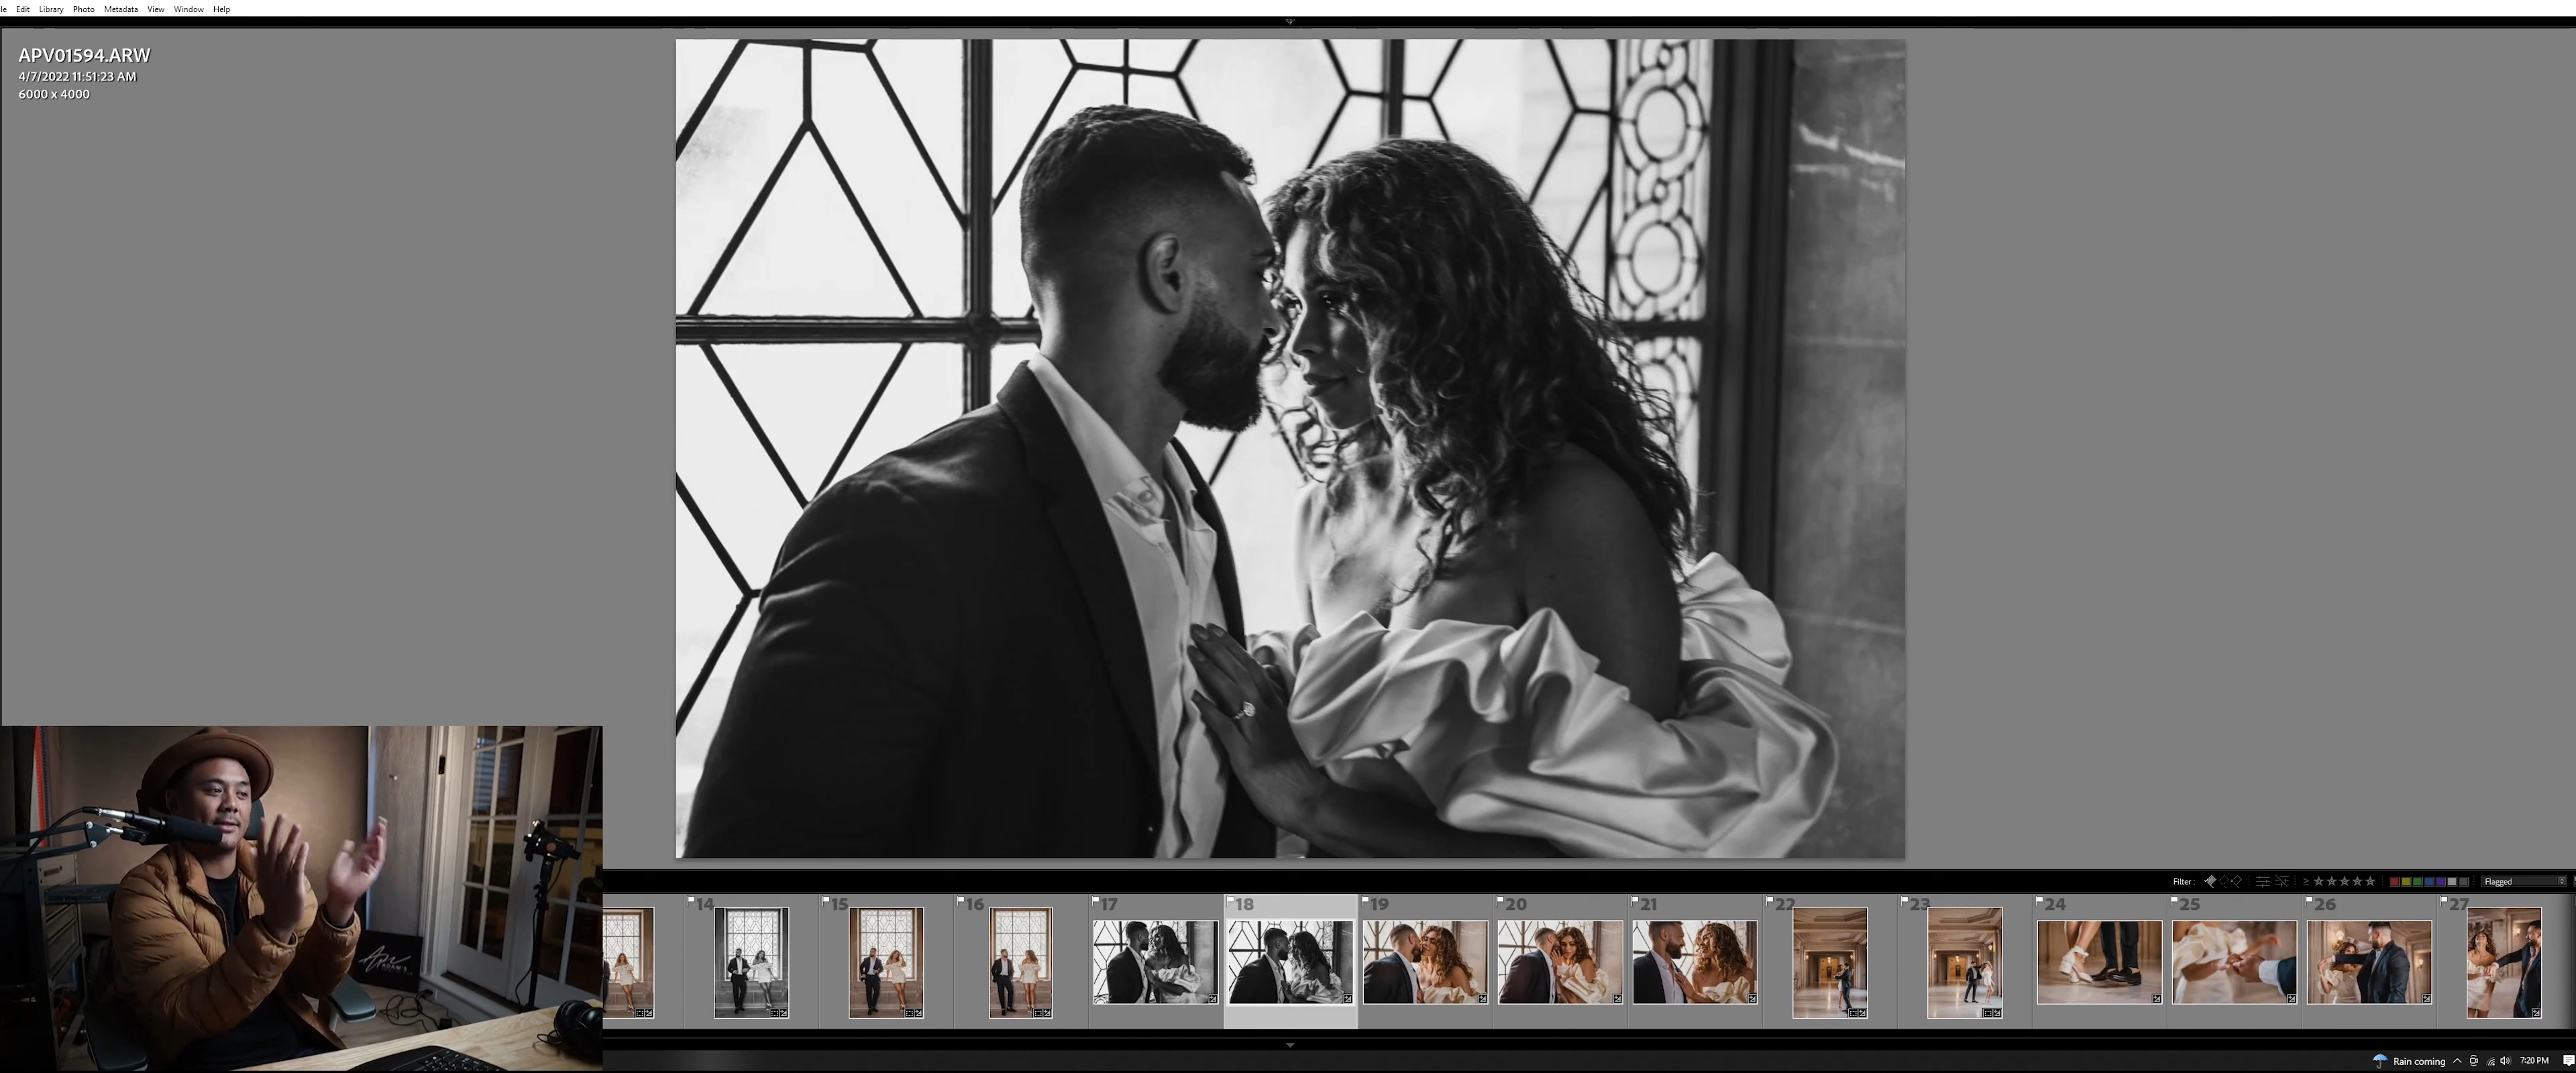 le Edit Library Photo Metadata View Window Help
APV01594.ARW
4/7/2022 11:51:23 AM
6000 x 4000
Filter :
Flagged
14 15 16 17 18 19 20 21 22 23 24 25 26 27
Rain coming 7:20 PM